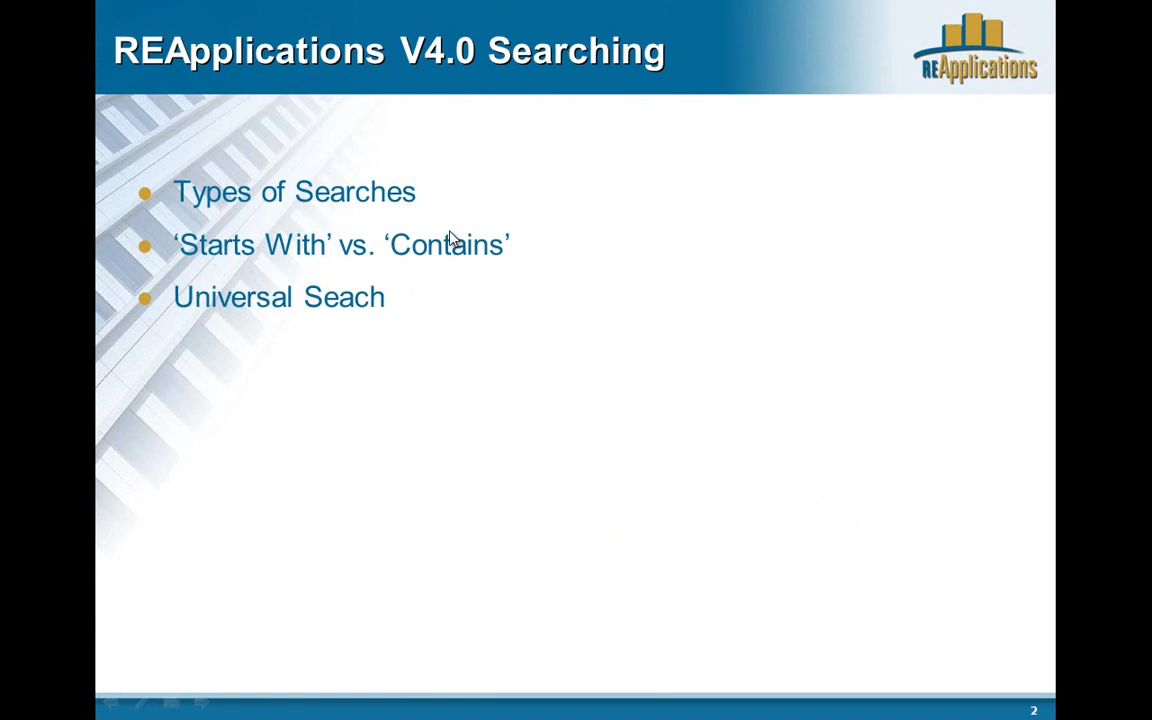 REApplications V4.0 Searching
REApplications
Types of Searches
‘Starts With’ vs. ‘Contains’
Universal Seach
2